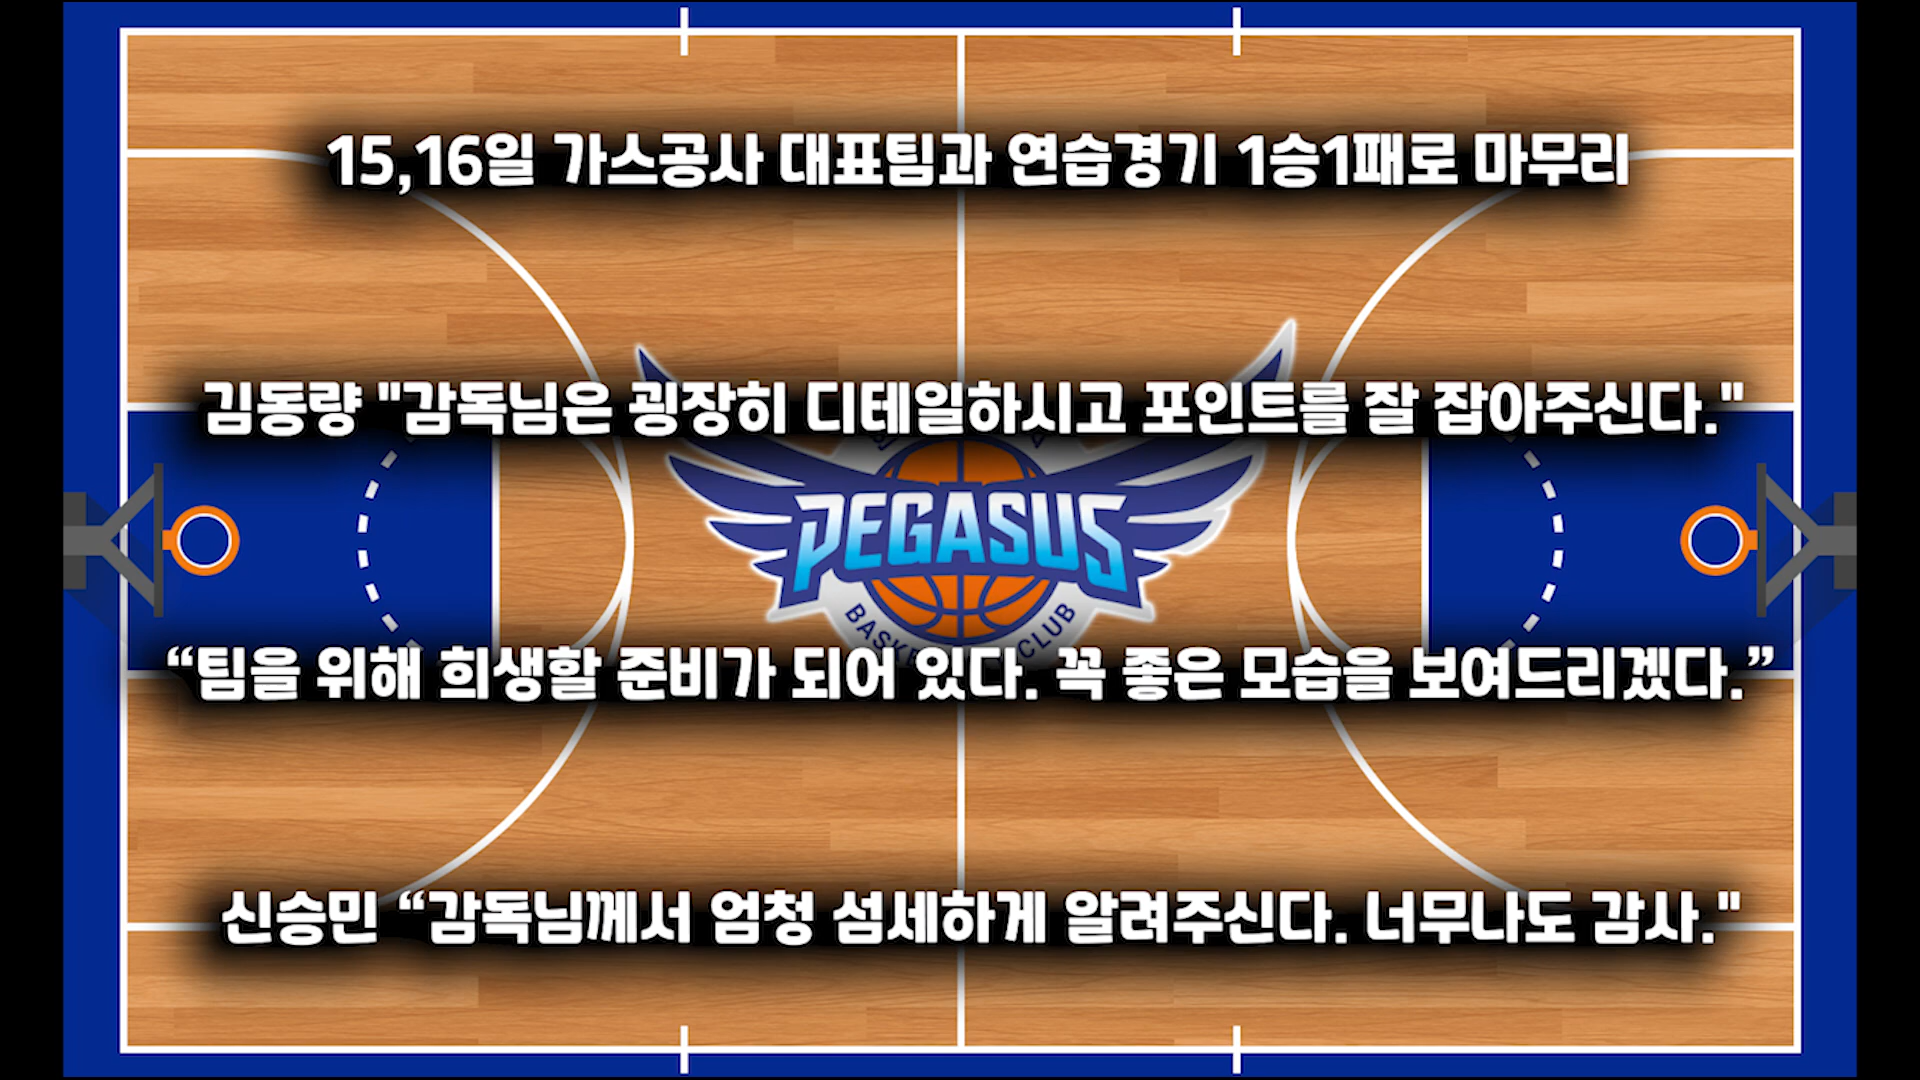 15,16일 가스공사 대표팀과 연습경기 1승1패로 마무리
김동량 "감독님은 굉장히 디테일하시고 포인트를 잘 잡아주신다."
PEGASUS
CLUB
“팀을 위해 희생할 준비가 되어 있다. 꼭 좋은 모습을 보여드리겠다.”
신승민 “감독님께서 엄청 섬세하게 알려주신다. 너무나도 감사."